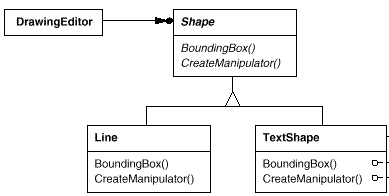 DrawingEditor
Shape
BoundingBox()
CreateManipulator()
Line
BoundingBox()
CreateManipulator()
TextShape
BoundingBox()
CreateManipulator()